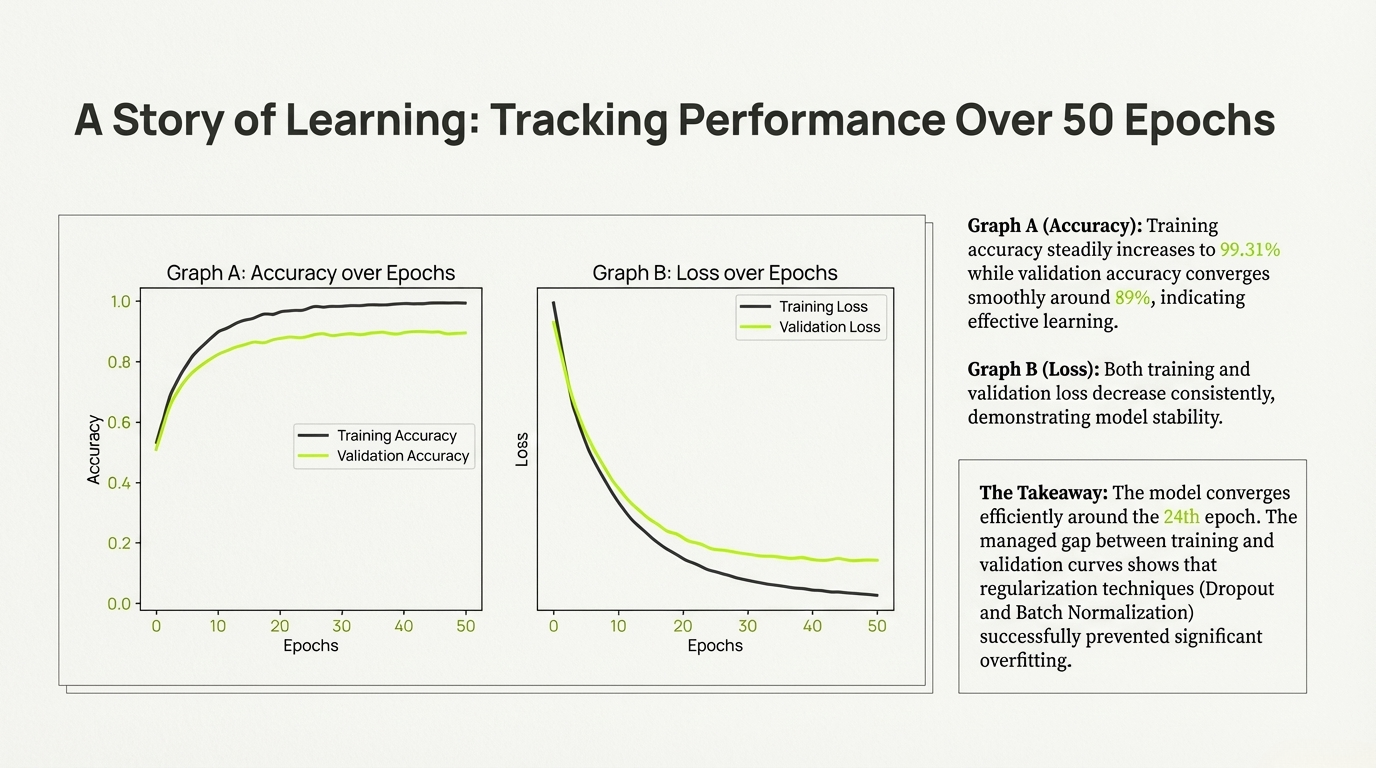 A Story of Learning: Tracking Performance Over 50 Epochs
Graph A: Accuracy over Epochs
1.0
0.8
0.6
0.4
0.2
0.0
Accuracy
Training Accuracy
Validation Accuracy
0 10 20 30 40 50
Epochs
Graph B: Loss over Epochs
Training Loss
Validation Loss
Loss
0 10 20 30 40 50
Epochs
Graph A (Accuracy): Training
accuracy steadily increases to 99.31%
while validation accuracy converges
smoothly around 89%, indicating
effective learning.
Graph B (Loss): Both training and
validation loss decrease consistently,
demonstrating model stability.
The Takeaway: The model converges
efficiently around the 24th epoch. The
managed gap between training and
validation curves shows that
regularization techniques (Dropout
and Batch Normalization)
successfully prevented significant
overfitting.